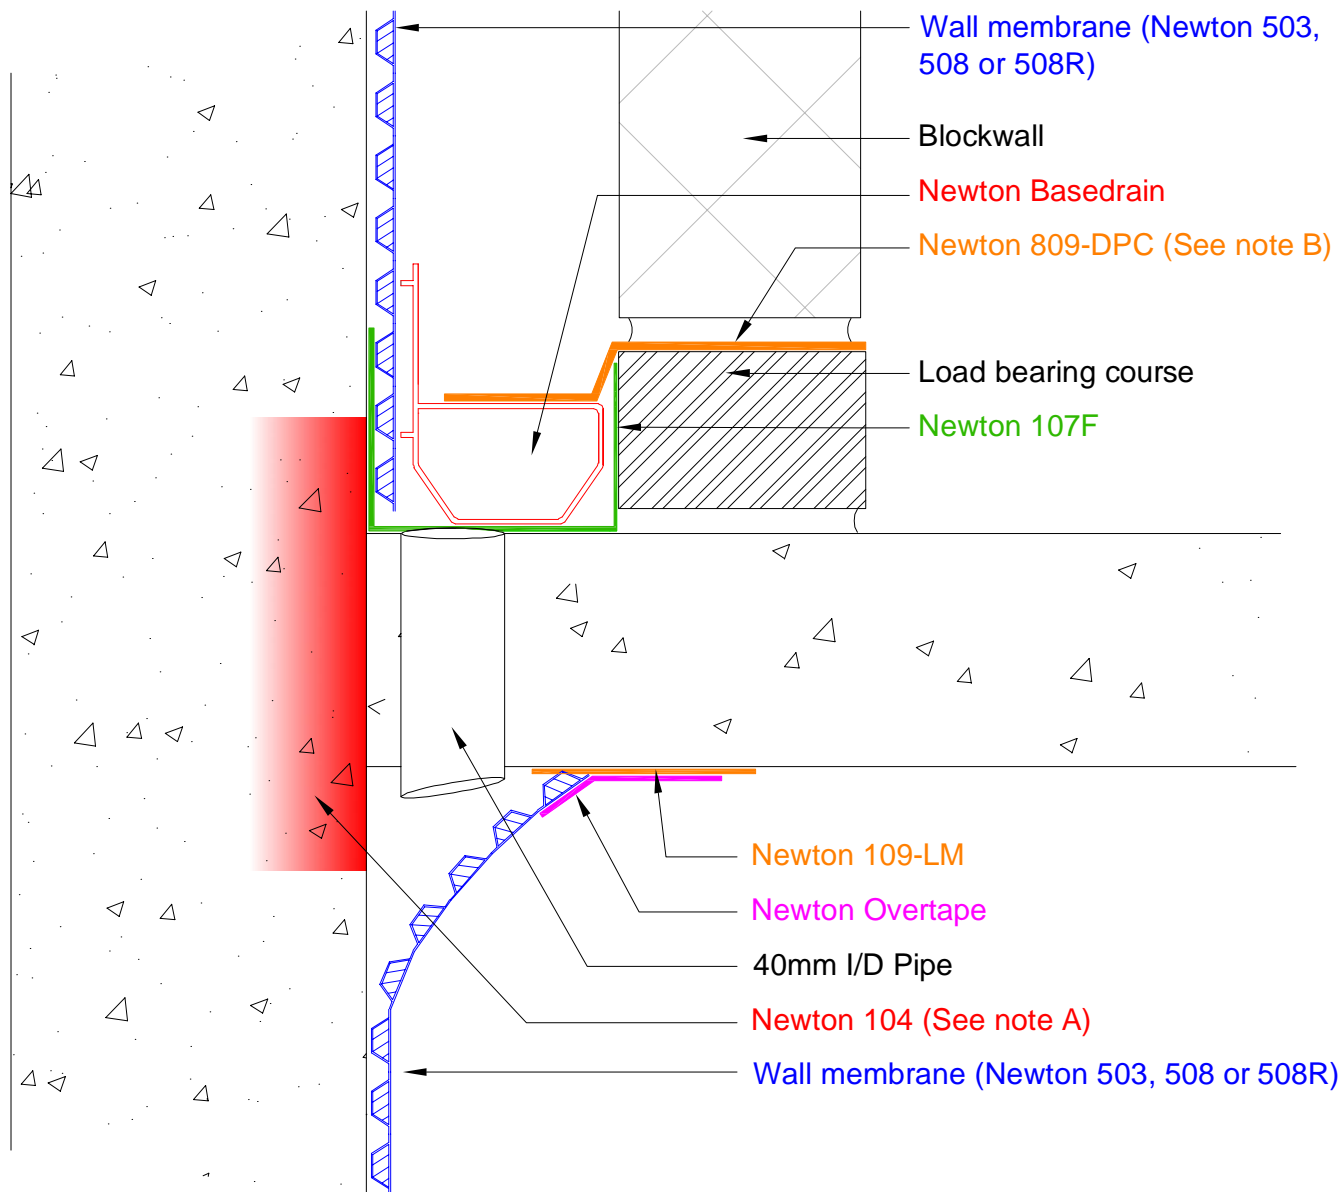 Wall membrane (Newton 503,
508 or 508R)
Blockwall
Newton Basedrain
Newton 809-DPC (See note B)
Load bearing course
Newton 107F
Newton 109-LM
Newton Overtape
40mm I/D Pipe
Newton 104 (See note A)
Wall membrane (Newton 503, 508 or 508R)